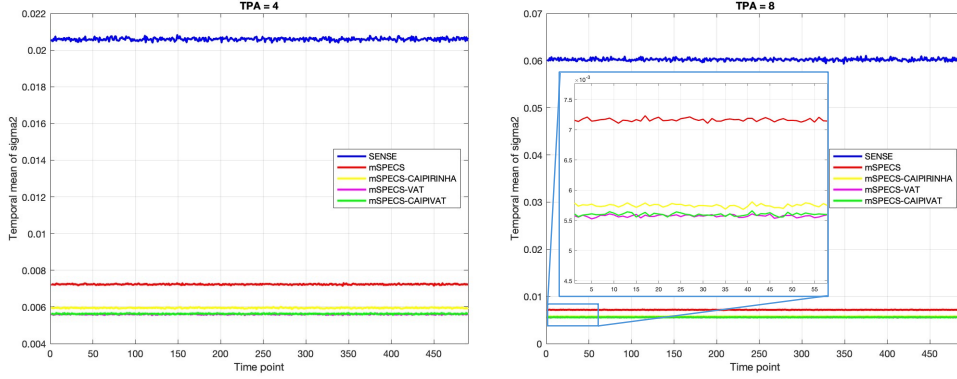 TPA = 4
Temporal mean of sigma2
0.022
0.02
0.018
0.016
0.014
0.012
0.01
0.008
0.006
0.004
0 50 100 150 200 250 300 350 400 450
Time point
SENSE
mSPECS
mSPECS-CAIPIRINHA
mSPECS-VAT
mSPECS-CAIPIVAT
TPA = 8
Temporal mean of sigma2
0.07
0.06
0.05
0.04
0.03
0.02
0.01
0
0 50 100 150 200 250 300 350 400 450
Time point
×10⁻³
7.5
7
6.5
6
5.5
5
4.5
5 10 15 20 25 30 35 40 45 50 55
SENSE
mSPECS
mSPECS-CAIPIRINHA
mSPECS-VAT
mSPECS-CAIPIVAT